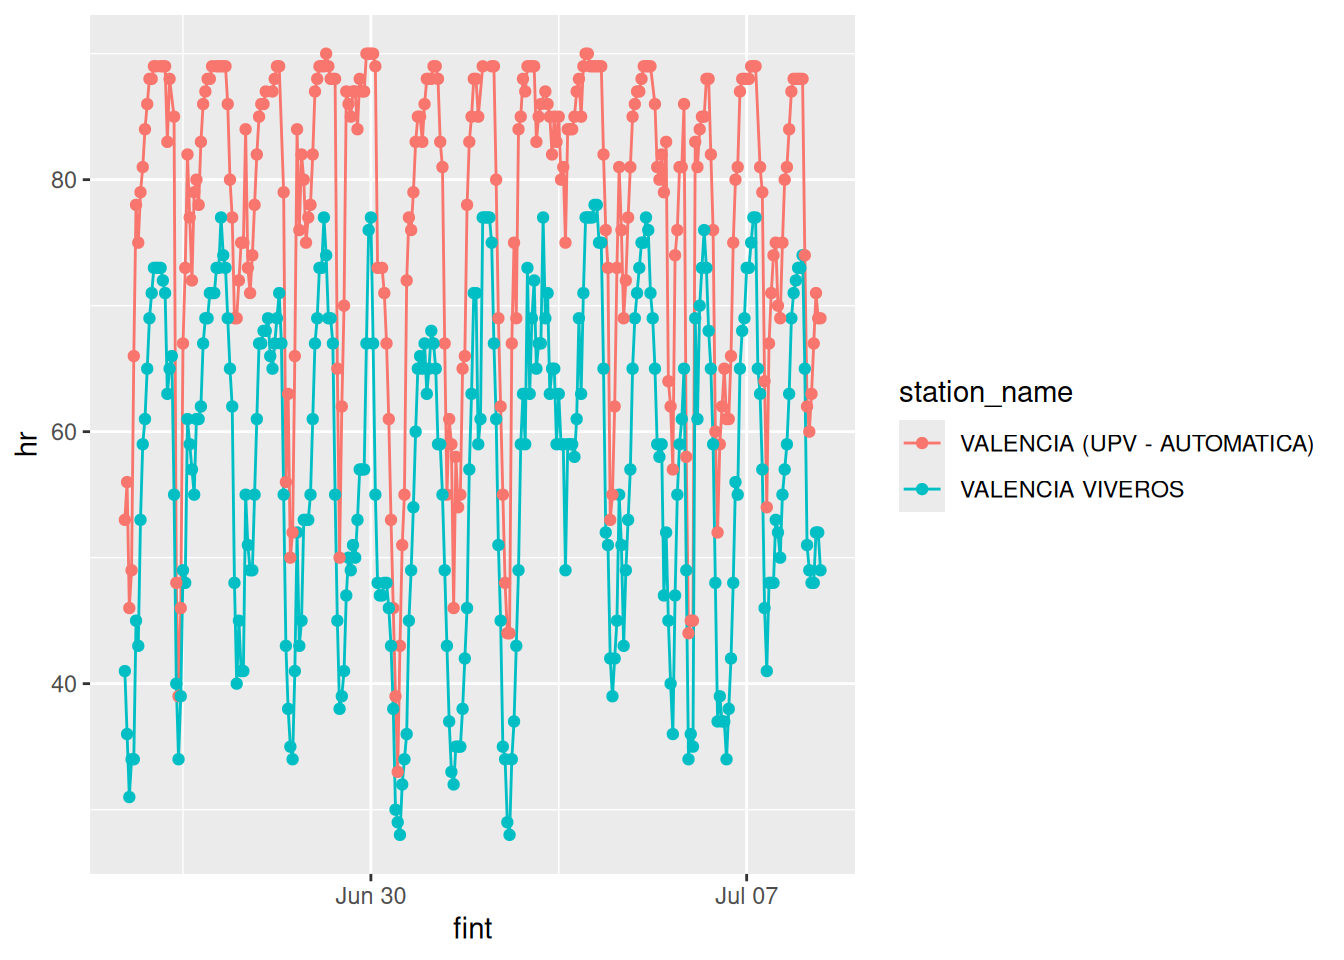 hr
80
60
40
Jun 30
Jul 07
fint
station_name
VALENCIA (UPV - AUTOMATICA)
VALENCIA VIVEROS